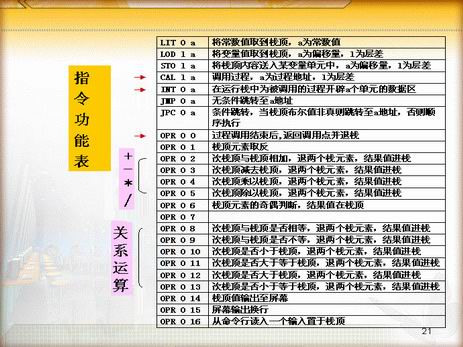 指令功能表
+
-
*
/
关系运算
LIT 0 a 将常数值取到栈顶，a为常数值
LOD l a 将变量值取到栈顶，a为偏移量，l为层差
STO l a 将栈顶内容送入某变量单元中，a为偏移量，l为层差
CAL l a 调用过程，a为过程地址，l为层差
INT 0 a 在运行栈中为被调用的过程开辟a个单元的数据区
JMP 0 a 无条件跳转至a地址
JPC 0 a 条件跳转，当栈顶布尔值非真则跳转至a地址，否则顺
序执行
OPR 0 0 过程调用结束后,返回调用点并退栈
OPR 0 1 栈顶元素取反
OPR 0 2 次栈顶与栈顶相加，退两个栈元素，结果值进栈
OPR 0 3 次栈顶减去栈顶，退两个栈元素，结果值进栈
OPR 0 4 次栈顶乘以栈顶，退两个栈元素，结果值进栈
OPR 0 5 次栈顶除以栈顶，退两个栈元素，结果值进栈
OPR 0 6 栈顶元素的奇偶判断，结果值在栈顶
OPR 0 7
OPR 0 8 次栈顶与栈顶是否相等，退两个栈元素，结果值进栈
OPR 0 9 次栈顶与栈顶是否不等，退两个栈元素，结果值进栈
OPR 0 10 次栈顶是否小于栈顶，退两个栈元素，结果值进栈
OPR 0 11 次栈顶是否大于等于栈顶，退两个栈元素，结果值进栈
OPR 0 12 次栈顶是否大于栈顶，退两个栈元素，结果值进栈
OPR 0 13 次栈顶是否小于等于栈顶，退两个栈元素，结果值进栈
OPR 0 14 栈顶值输出至屏幕
OPR 0 15 屏幕输出换行
OPR 0 16 从命令行读入一个输入置于栈顶
21